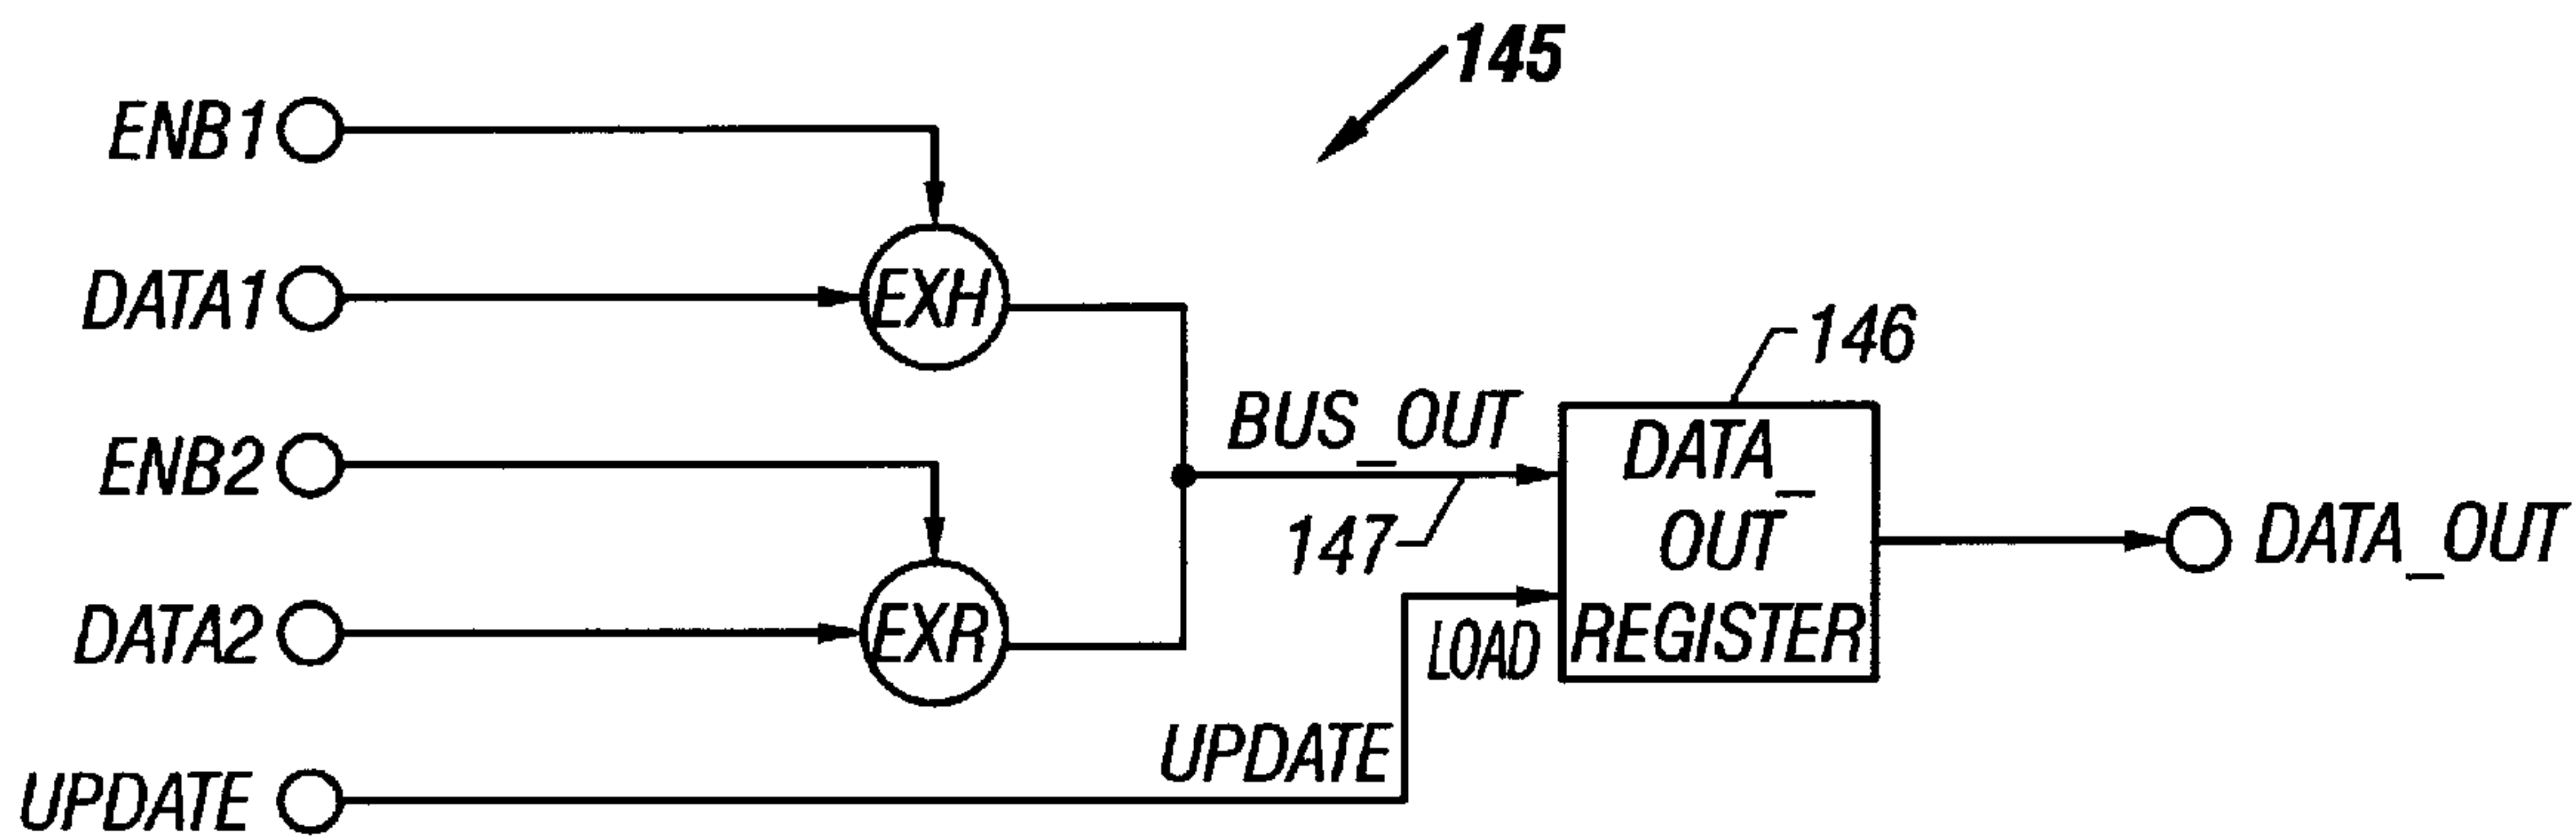 145
ENB1
DATA1
EXH
ENB2
DATA2
EXR
BUS_OUT
147
146
DATA_
OUT
REGISTER
LOAD
DATA_OUT
UPDATE
UPDATE